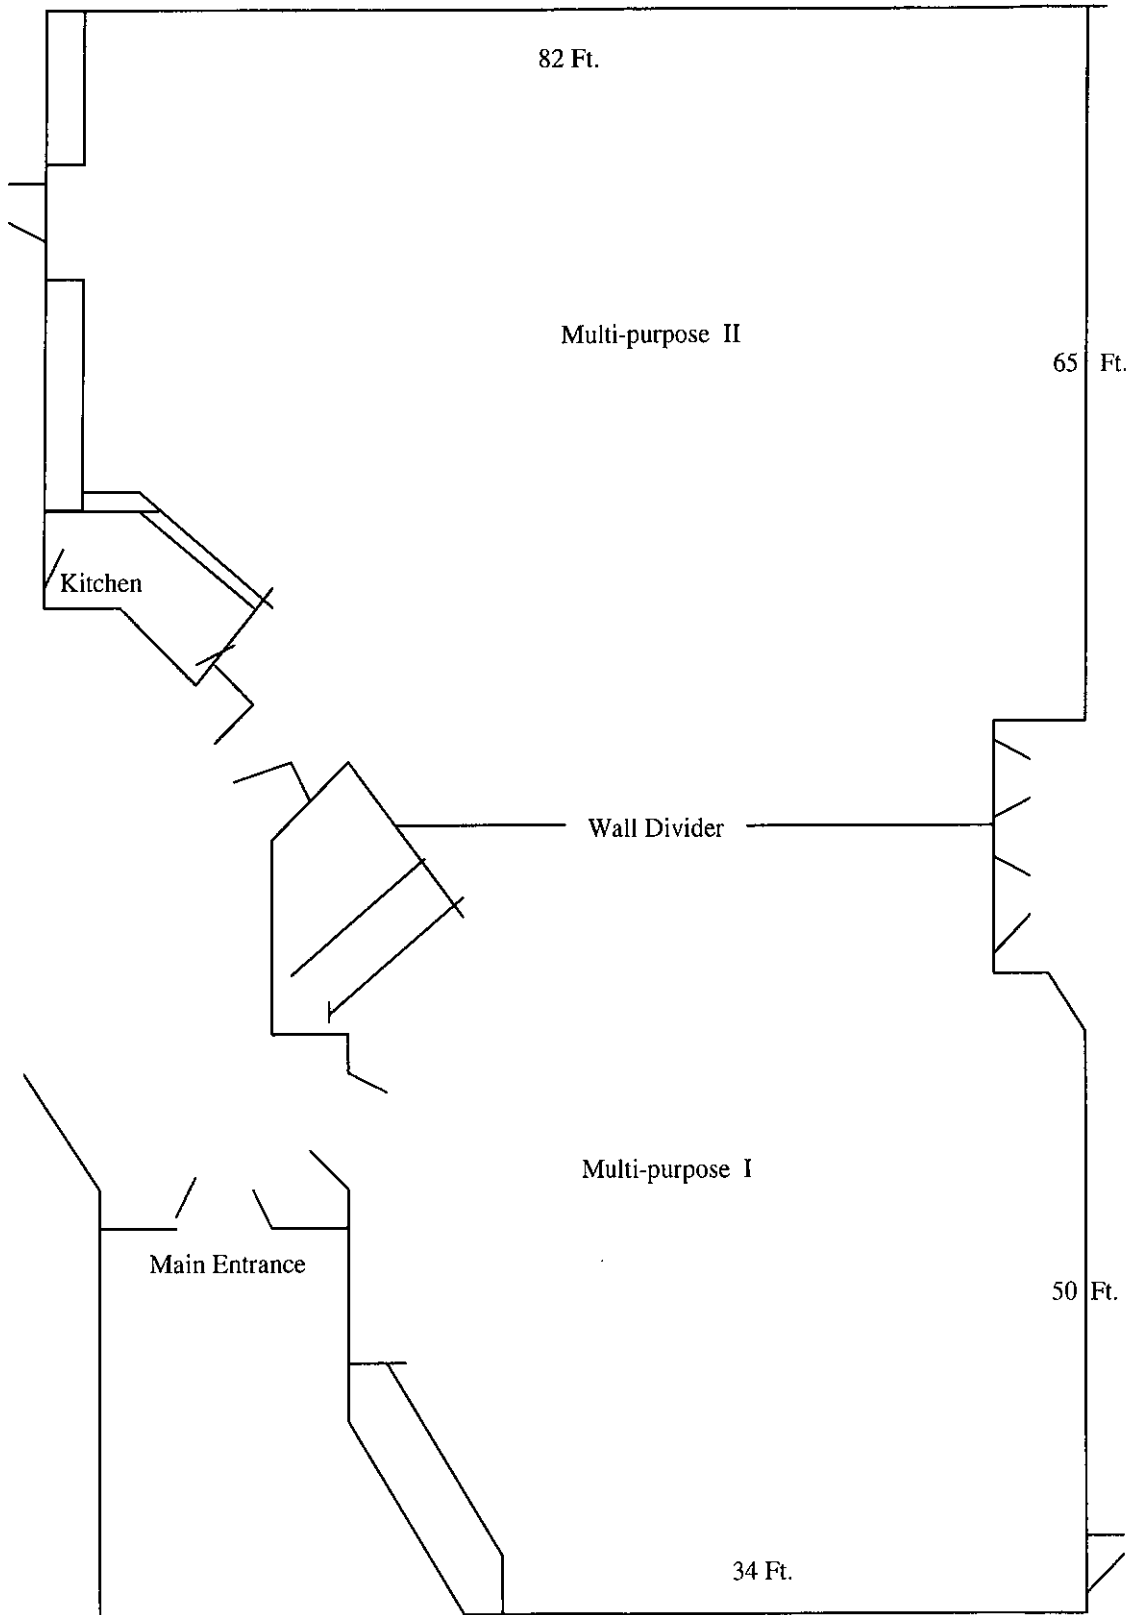 82 Ft.
Multi-purpose II
65 Ft.
Kitchen
Wall Divider
Multi-purpose I
Main Entrance
50 Ft.
34 Ft.